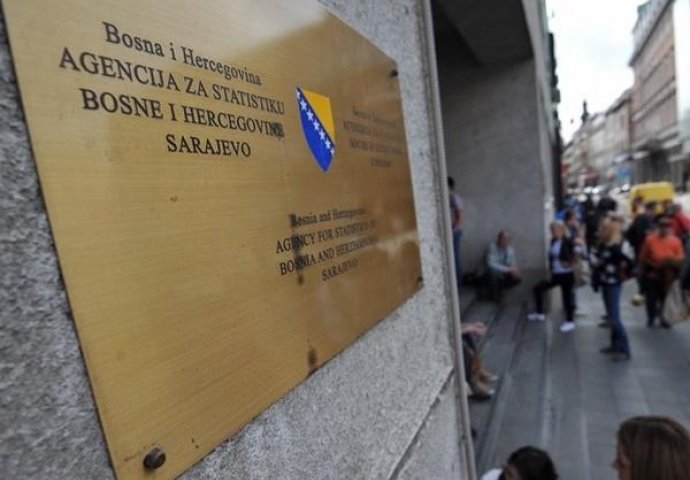 Bosna i Hercegovina
AGENCIJA ZA STATISTIKU
BOSNE I HERCEGOVINE
SARAJEVO
Bosnia and Herzegovina
AGENCY FOR STATISTICS OF
BOSNIA AND HERZEGOVINA
SARAJEVO